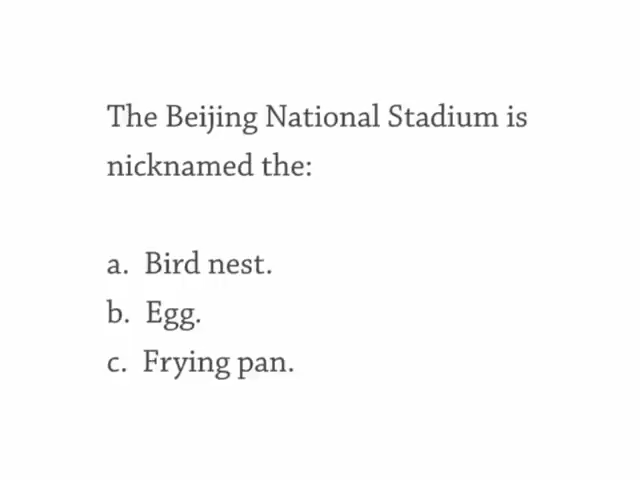 The Beijing National Stadium is
nicknamed the:
a. Bird nest.
b. Egg.
c. Frying pan.